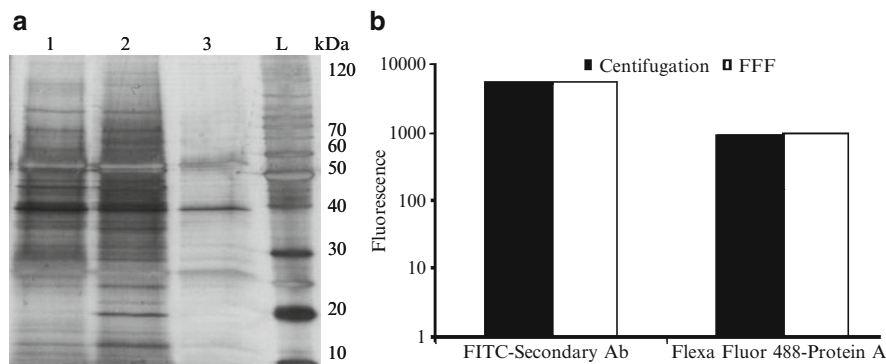 a
1 2 3 L kDa
120
70
60
50
40
30
20
10
b
Centifugation FFF
10000
1000
100
10
1
Fluorescence
FITC-Secondary Ab Flexa Fluor 488-Protein A